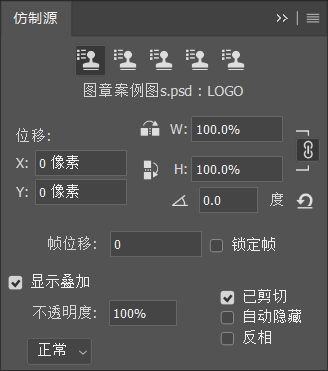 仿制源
图章案例图s.psd：LOGO
位移:
W: 100.0%
X: 0 像素
H: 100.0%
Y: 0 像素
0.0 度
帧位移: 0
锁定帧
显示叠加
已剪切
不透明度: 100%
自动隐藏
反相
正常